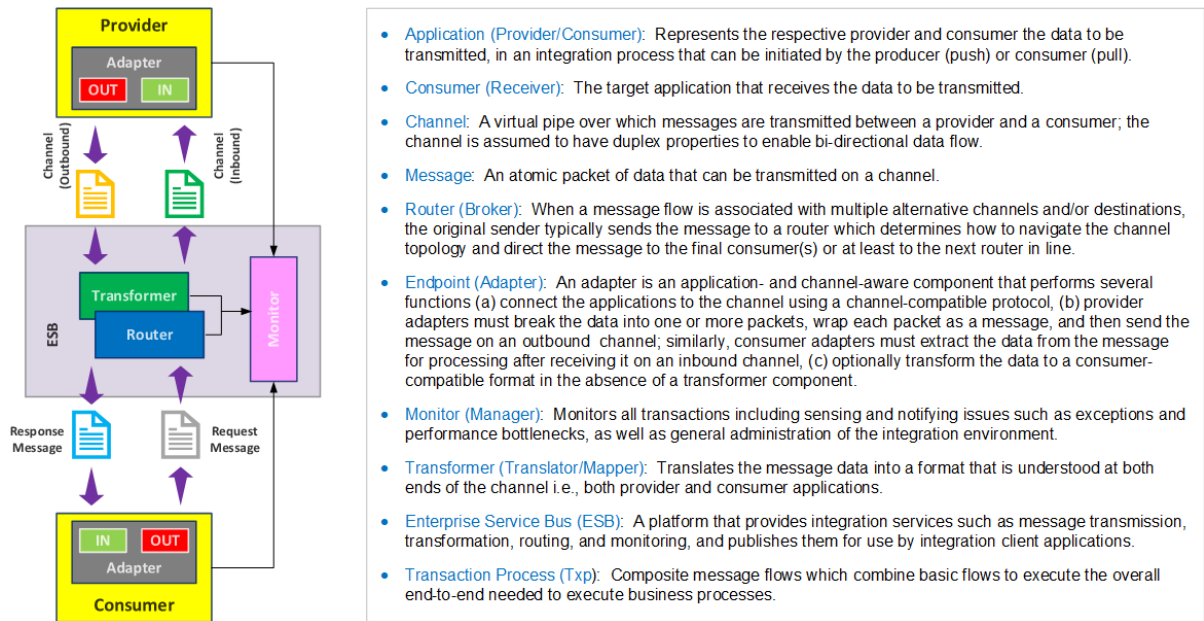 Provider
Adapter
OUT
IN
Channel
(Outbound)
Channel
(Inbound)
Transformer
Router
ESB
Monitor
Response
Message
Request
Message
IN
OUT
Adapter
Consumer
• Application (Provider/Consumer): Represents the respective provider and consumer the data to be
transmitted, in an integration process that can be initiated by the producer (push) or consumer (pull).
• Consumer (Receiver): The target application that receives the data to be transmitted.
• Channel: A virtual pipe over which messages are transmitted between a provider and a consumer; the
channel is assumed to have duplex properties to enable bi-directional data flow.
• Message: An atomic packet of data that can be transmitted on a channel.
• Router (Broker): When a message flow is associated with multiple alternative channels and/or destinations,
the original sender typically sends the message to a router which determines how to navigate the channel
topology and direct the message to the final consumer(s) or at least to the next router in line.
• Endpoint (Adapter): An adapter is an application- and channel-aware component that performs several
functions (a) connect the applications to the channel using a channel-compatible protocol, (b) provider
adapters must break the data into one or more packets, wrap each packet as a message, and then send the
message on an outbound channel; similarly, consumer adapters must extract the data from the message
for processing after receiving it on an inbound channel, (c) optionally transform the data to a consumer-
compatible format in the absence of a transformer component.
• Monitor (Manager): Monitors all transactions including sensing and notifying issues such as exceptions and
performance bottlenecks, as well as general administration of the integration environment.
• Transformer (Translator/Mapper): Translates the message data into a format that is understood at both
ends of the channel i.e., both provider and consumer applications.
• Enterprise Service Bus (ESB): A platform that provides integration services such as message transmission,
transformation, routing, and monitoring, and publishes them for use by integration client applications.
• Transaction Process (Txp): Composite message flows which combine basic flows to execute the overall
end-to-end needed to execute business processes.